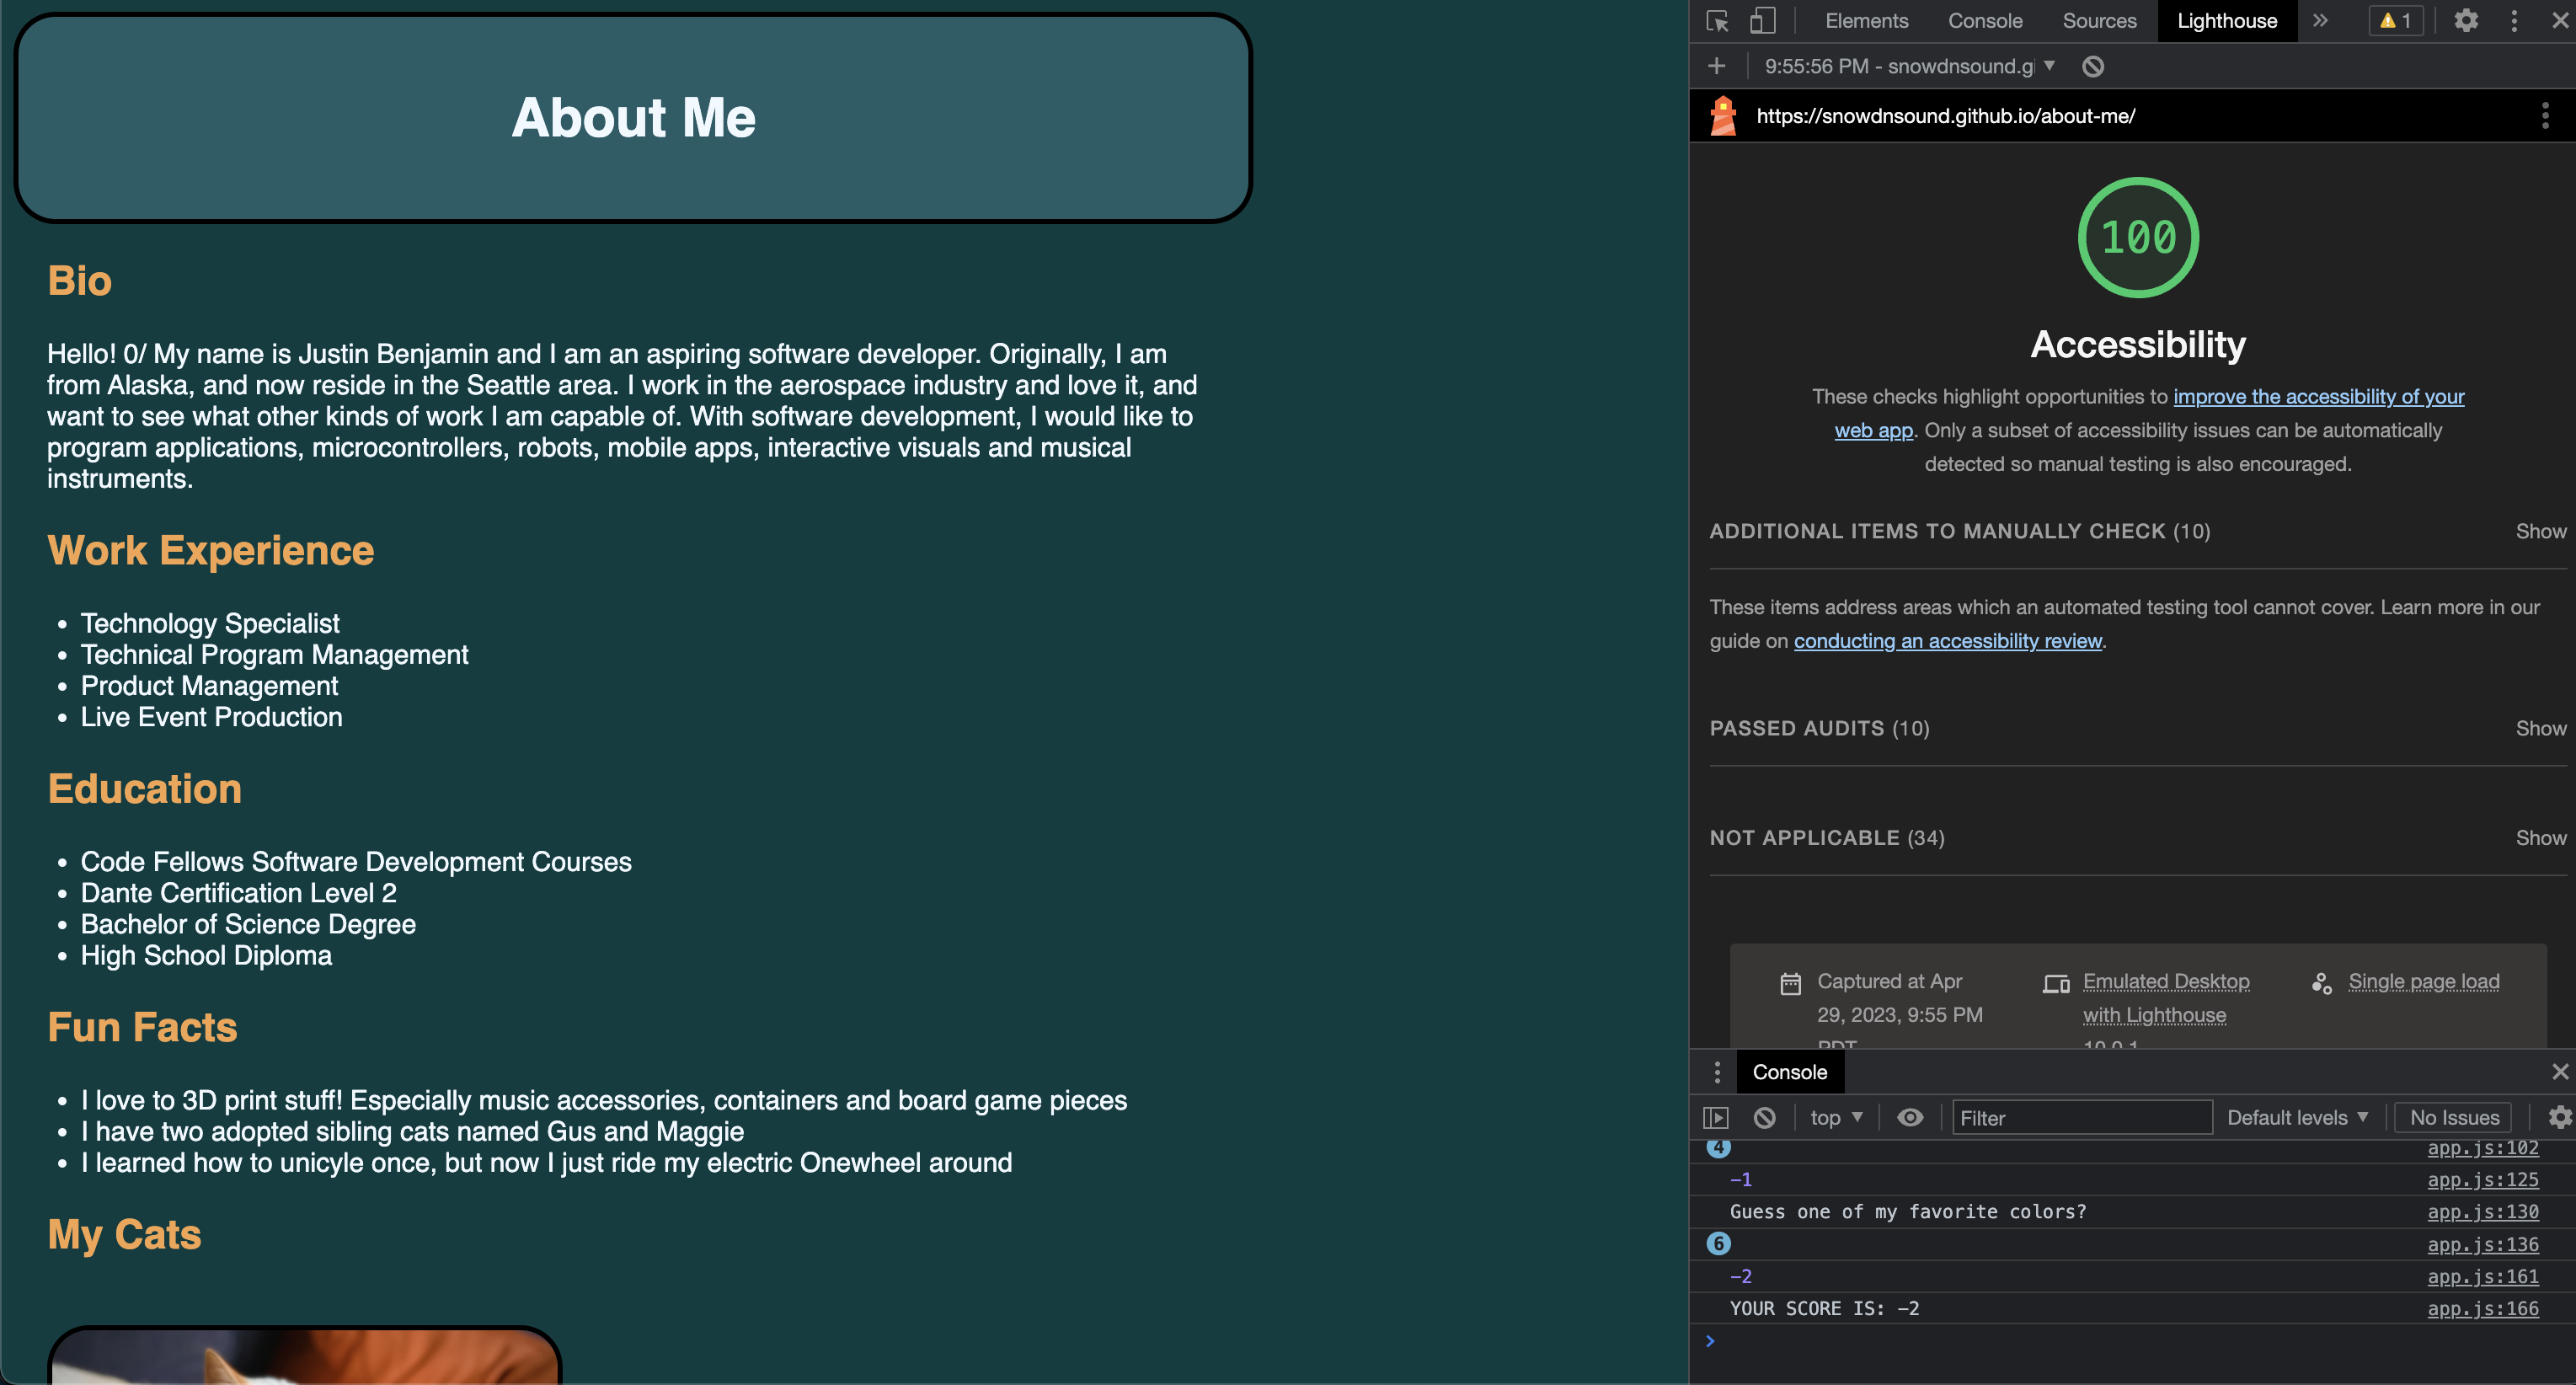 About Me
Bio
Hello! 0/ My name is Justin Benjamin and I am an aspiring software developer. Originally, I am
from Alaska, and now reside in the Seattle area. I work in the aerospace industry and love it, and
want to see what other kinds of work I am capable of. With software development, I would like to
program applications, microcontrollers, robots, mobile apps, interactive visuals and musical
instruments.
Work Experience
• Technology Specialist
• Technical Program Management
• Product Management
• Live Event Production
Education
• Code Fellows Software Development Courses
• Dante Certification Level 2
• Bachelor of Science Degree
• High School Diploma
Fun Facts
• I love to 3D print stuff! Especially music accessories, containers and board game pieces
• I have two adopted sibling cats named Gus and Maggie
• I learned how to unicyle once, but now I just ride my electric Onewheel around
My Cats
Elements Console Sources Lighthouse » 1
9:55:56 PM - snowdnsound.gi
https://snowdnsound.github.io/about-me/
100
Accessibility
These checks highlight opportunities to improve the accessibility of your
web app. Only a subset of accessibility issues can be automatically
detected so manual testing is also encouraged.
ADDITIONAL ITEMS TO MANUALLY CHECK (10) Show
These items address areas which an automated testing tool cannot cover. Learn more in our
guide on conducting an accessibility review.
PASSED AUDITS (10) Show
NOT APPLICABLE (34) Show
Captured at Apr
29, 2023, 9:55 PM
PDT
Emulated Desktop
with Lighthouse
10.0.1
Single page load
Console
top Filter Default levels No Issues
4 app.js:102
-1 app.js:125
Guess one of my favorite colors? app.js:130
6 app.js:136
-2 app.js:161
YOUR SCORE IS: -2 app.js:166
>